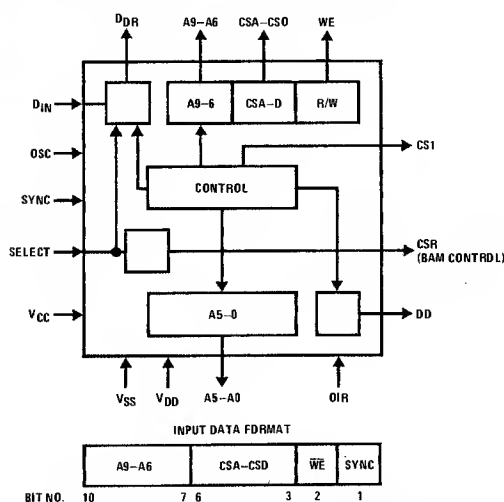 DDR A9-A6 CSA-CSO WE
DIN
A9-6 CSA-D R/W
OSC
CS1
CONTROL
SYNC
SELECT
CSR
(BAM CONTRDL)
VCC
A5-0
DD
VSS VDD A5-A0 OIR
INPUT DATA FDRMAT
A9-A6 CSA-CSD WE SYNC
BIT NO. 10 7 6 3 2 1